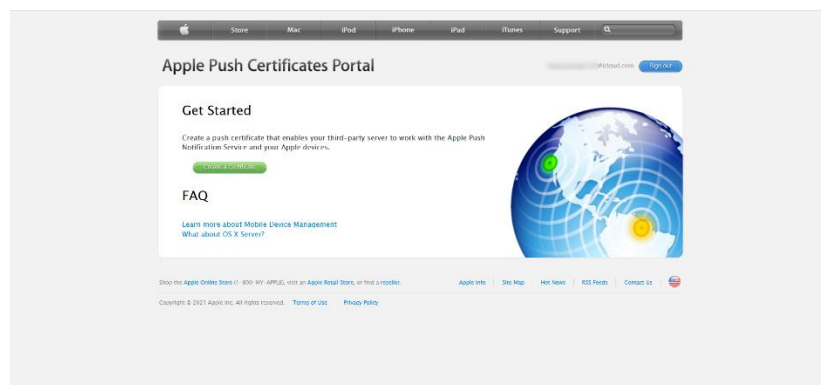 Store Mac iPod iPhone iPad iTunes Support
Apple Push Certificates Portal
@icloud.com Sign out
Get Started
Create a push certificate that enables your third-party server to work with the Apple Push
Notification Service and your Apple devices.
Create a Certificate
FAQ
Learn more about Mobile Device Management
What about OS X Server?
Shop the Apple Online Store (1-800-MY-APPLE), visit an Apple Retail Store, or find a reseller.
Apple Info | Site Map | Hot News | RSS Feeds | Contact Us |
Copyright © 2021 Apple Inc. All rights reserved. Terms of Use Privacy Policy